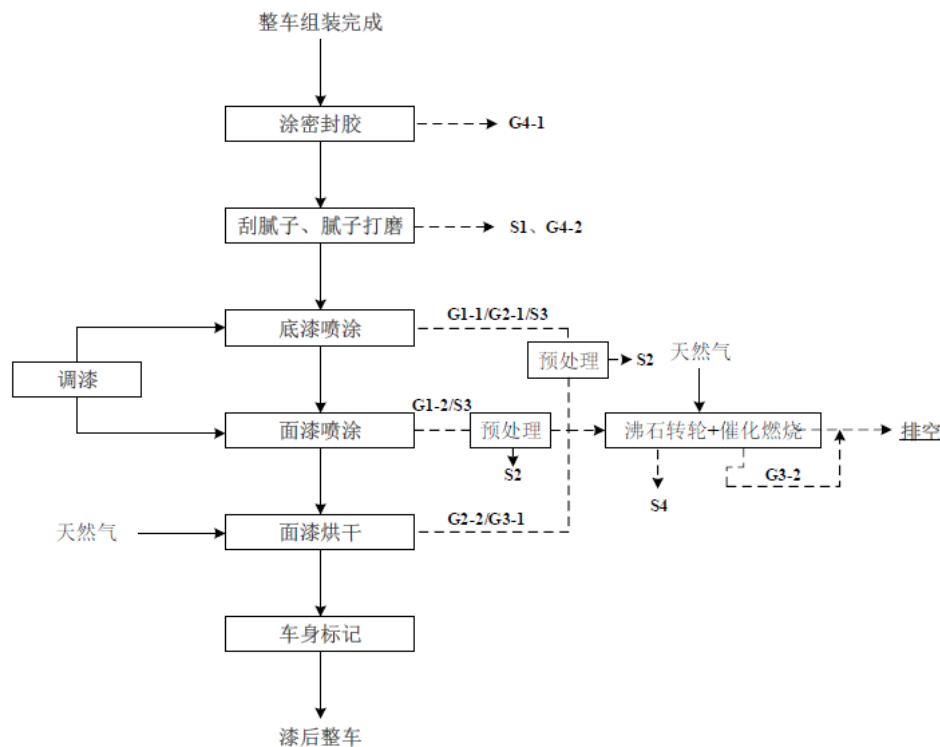 整车组装完成
涂密封胶
G4-1
刮腻子、腻子打磨
S1、G4-2
G1-1/G2-1/S3
底漆喷涂
预处理
S2
天然气
调漆
G1-2/S3
面漆喷涂
预处理
沸石转轮+催化燃烧
排空
S2
G3-2
S4
天然气
面漆烘干
G2-2/G3-1
车身标记
漆后整车